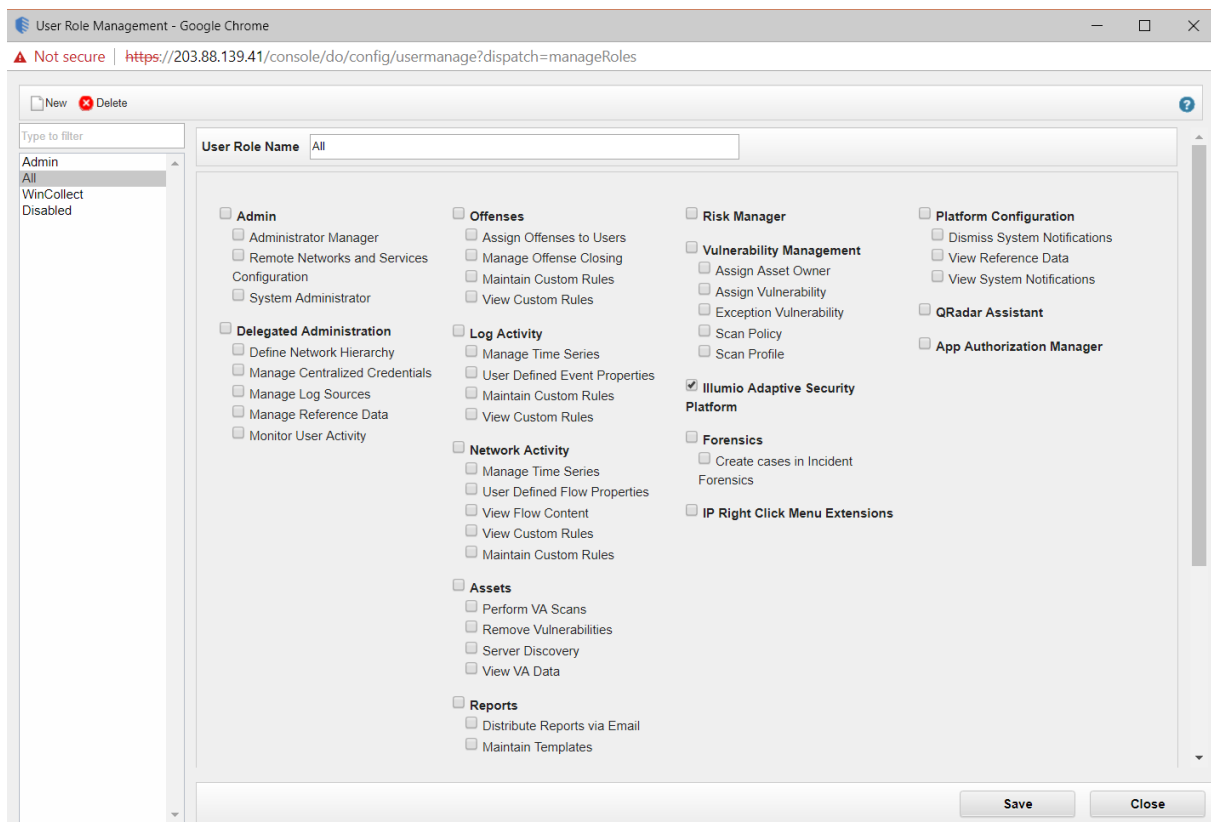 User Role Management - Google Chrome
Not secure | https://203.88.139.41/console/do/config/usermanage?dispatch=manageRoles
New Delete
Type to filter
Admin
All
WinCollect
Disabled
User Role Name All
Admin
Administrator Manager
Remote Networks and Services
Configuration
System Administrator
Delegated Administration
Define Network Hierarchy
Manage Centralized Credentials
Manage Log Sources
Manage Reference Data
Monitor User Activity
Offenses
Assign Offenses to Users
Manage Offense Closing
Maintain Custom Rules
View Custom Rules
Log Activity
Manage Time Series
User Defined Event Properties
Maintain Custom Rules
View Custom Rules
Network Activity
Manage Time Series
User Defined Flow Properties
View Flow Content
View Custom Rules
Maintain Custom Rules
Assets
Perform VA Scans
Remove Vulnerabilities
Server Discovery
View VA Data
Reports
Distribute Reports via Email
Maintain Templates
Risk Manager
Vulnerability Management
Assign Asset Owner
Assign Vulnerability
Exception Vulnerability
Scan Policy
Scan Profile
Illumio Adaptive Security
Platform
Forensics
Create cases in Incident
Forensics
IP Right Click Menu Extensions
Platform Configuration
Dismiss System Notifications
View Reference Data
View System Notifications
QRadar Assistant
App Authorization Manager
Save Close